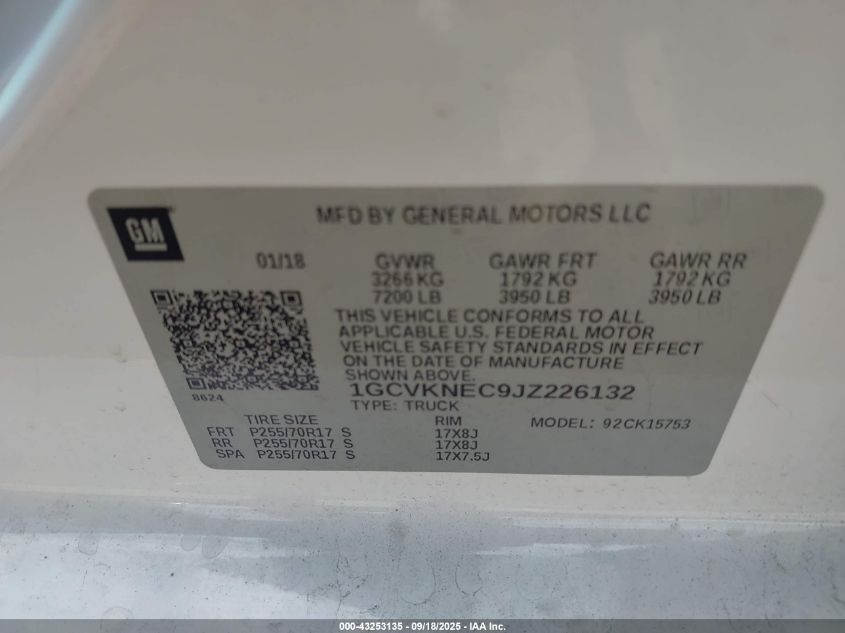 GM
MFD BY GENERAL MOTORS LLC
01/18 GVWR GAWR FRT GAWR RR
3266 KG 1792 KG 1792 KG
7200 LB 3950 LB 3950 LB
THIS VEHICLE CONFORMS TO ALL
APPLICABLE U.S. FEDERAL MOTOR
VEHICLE SAFETY STANDARDS IN EFFECT
ON THE DATE OF MANUFACTURE
SHOWN ABOVE.
8624
1GCVKNEC9JZ226132
TYPE: TRUCK
TIRE SIZE RIM MODEL: 92CK15753
FRT P255/70R17 S 17X8J
RR P255/70R17 S 17X8J
SPA P255/70R17 S 17X7.5J
000-43253135 - 09/18/2025 - IAA Inc.